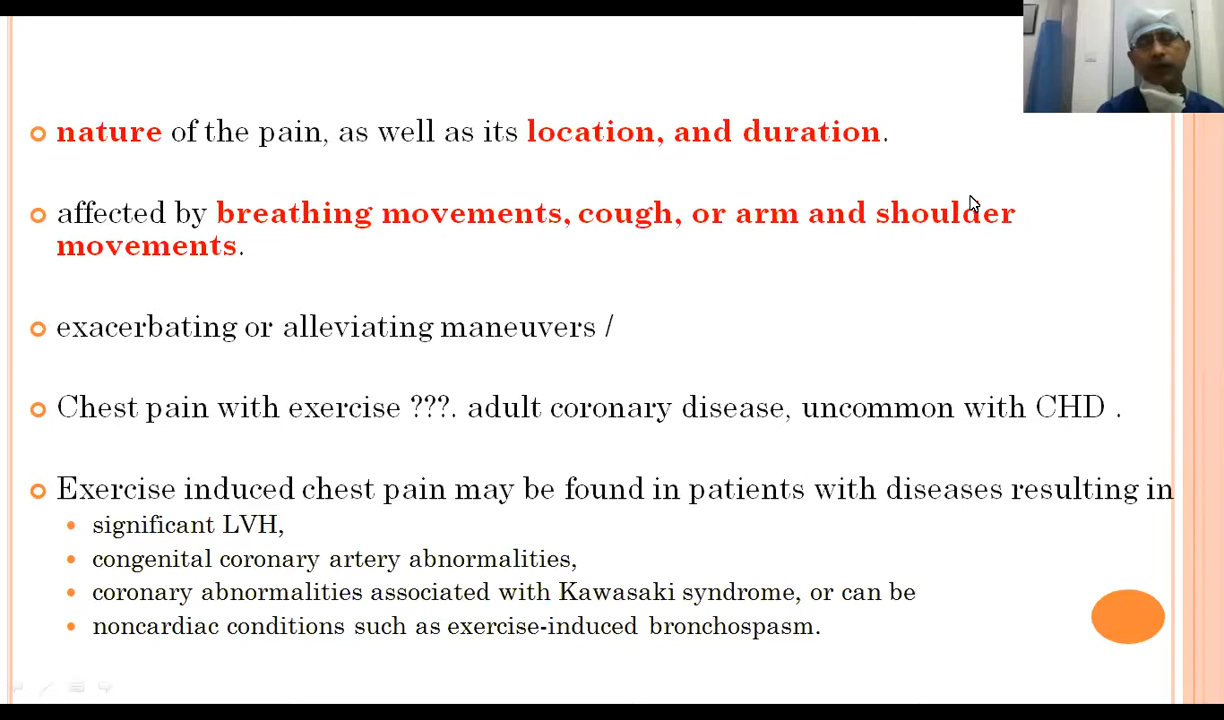 nature of the pain, as well as its location, and duration.
affected by breathing movements, cough, or arm and shoulder
movements.
exacerbating or alleviating maneuvers /
Chest pain with exercise ???. adult coronary disease, uncommon with CHD .
Exercise induced chest pain may be found in patients with diseases resulting in
significant LVH,
congenital coronary artery abnormalities,
coronary abnormalities associated with Kawasaki syndrome, or can be
noncardiac conditions such as exercise-induced bronchospasm.